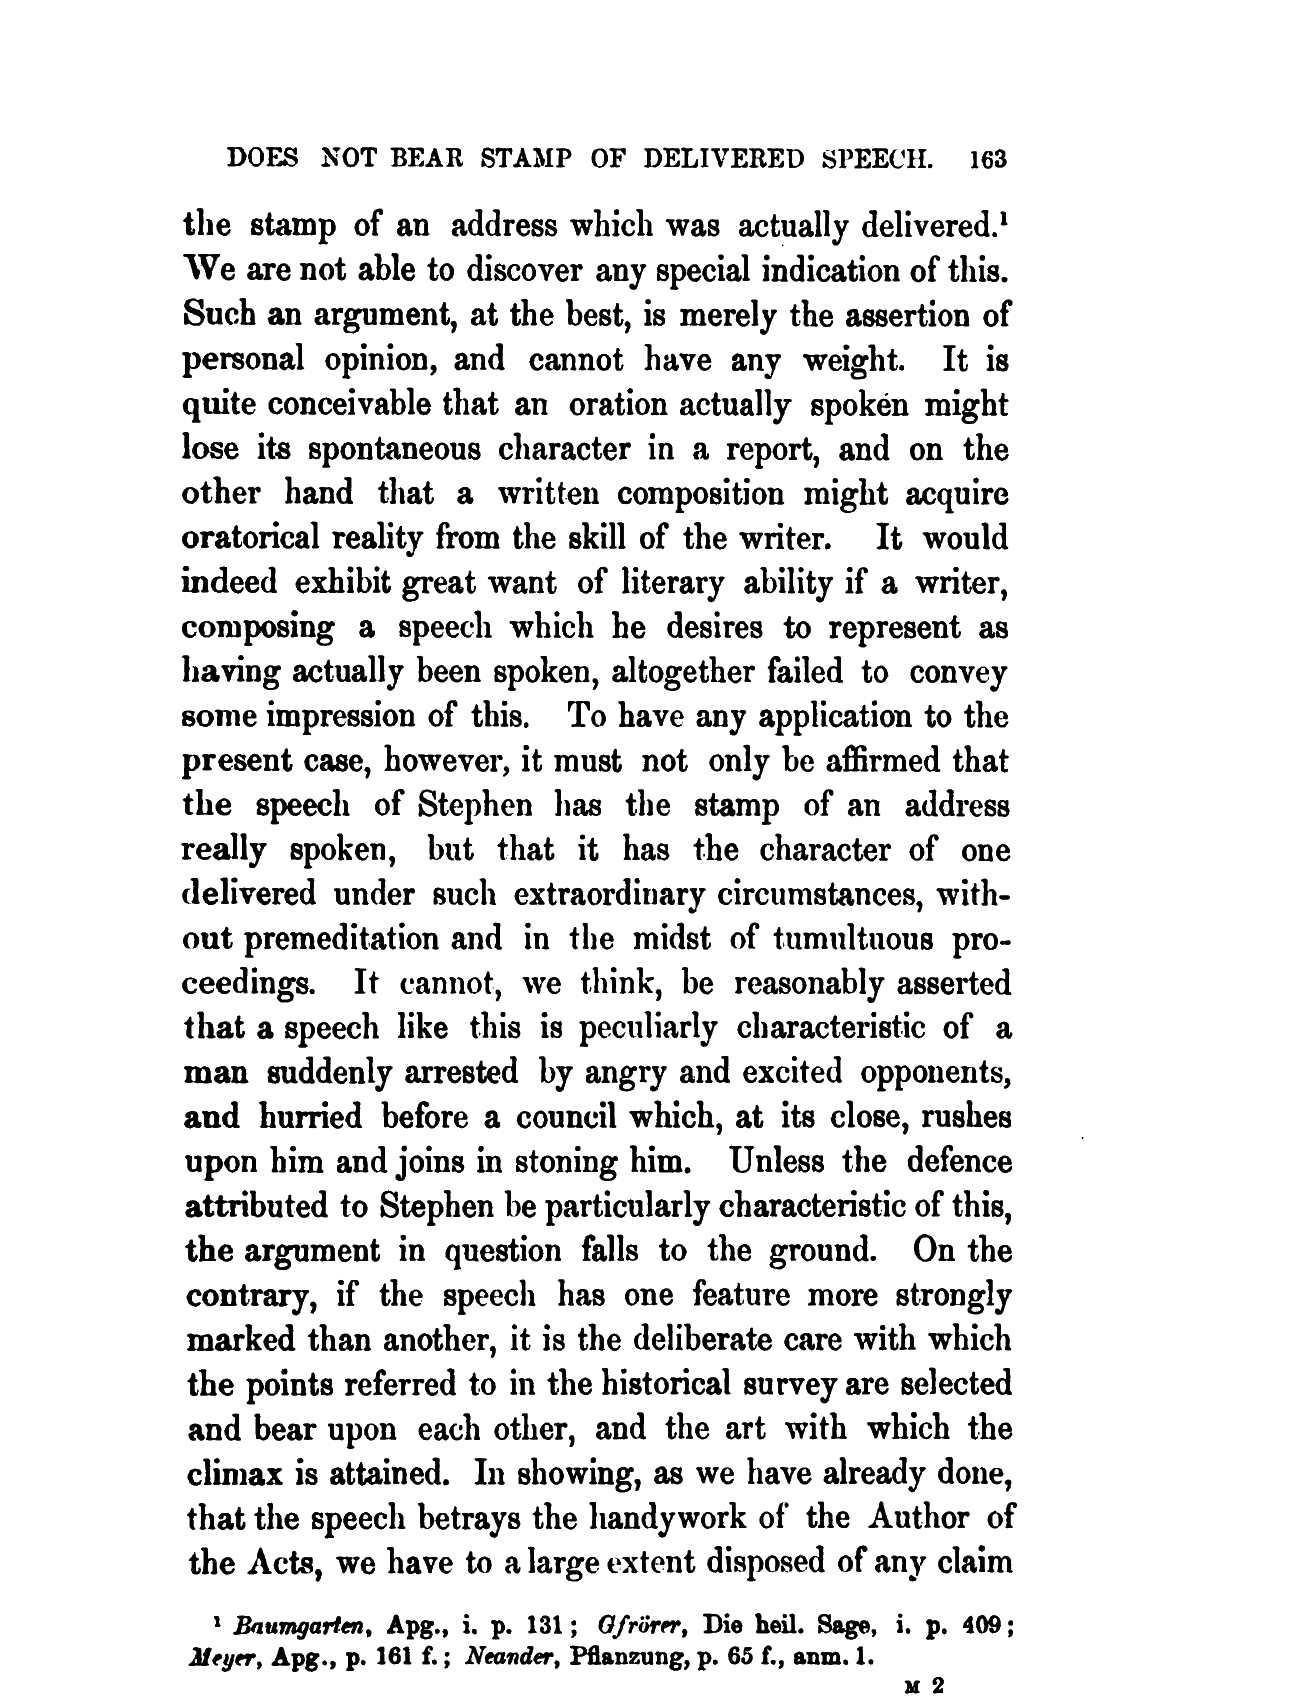 DOES NOT BEAR STAMP OF DELIVERED SPEECH. 163
the stamp of an address which was actually delivered.¹
We are not able to discover any special indication of this.
Such an argument, at the best, is merely the assertion of
personal opinion, and cannot have any weight. It is
quite conceivable that an oration actually spoken might
lose its spontaneous character in a report, and on the
other hand that a written composition might acquire
oratorical reality from the skill of the writer. It would
indeed exhibit great want of literary ability if a writer,
composing a speech which he desires to represent as
having actually been spoken, altogether failed to convey
some impression of this. To have any application to the
present case, however, it must not only be affirmed that
the speech of Stephen has the stamp of an address
really spoken, but that it has the character of one
delivered under such extraordinary circumstances, with-
out premeditation and in the midst of tumultuous pro-
ceedings. It cannot, we think, be reasonably asserted
that a speech like this is peculiarly characteristic of a
man suddenly arrested by angry and excited opponents,
and hurried before a council which, at its close, rushes
upon him and joins in stoning him. Unless the defence
attributed to Stephen be particularly characteristic of this,
the argument in question falls to the ground. On the
contrary, if the speech has one feature more strongly
marked than another, it is the deliberate care with which
the points referred to in the historical survey are selected
and bear upon each other, and the art with which the
climax is attained. In showing, as we have already done,
that the speech betrays the handywork of the Author of
the Acts, we have to a large extent disposed of any claim
¹ Baumgarten, Apg., i. p. 131; Gfrörer, Die heil. Sage, i. p. 409;
Meyer, Apg., p. 161 f.; Neander, Pflanzung, p. 65 f., anm. 1.
M 2